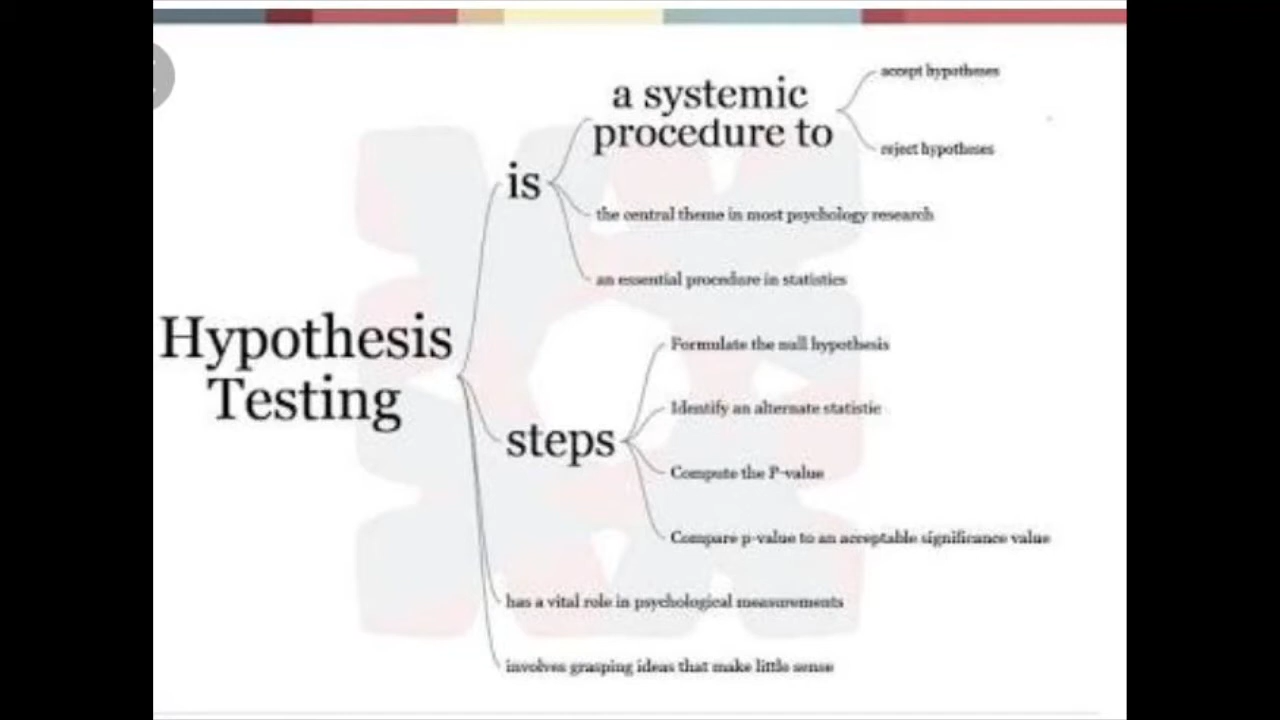 Hypothesis
Testing
is
a systemic
procedure to
accept hypotheses
reject hypotheses
the central theme in most psychology research
an essential procedure in statistics
steps
Formulate the null hypothesis
Identify an alternate statistic
Compute the P-value
Compare p-value to an acceptable significance value
has a vital role in psychological measurements
involves grasping ideas that make little sense